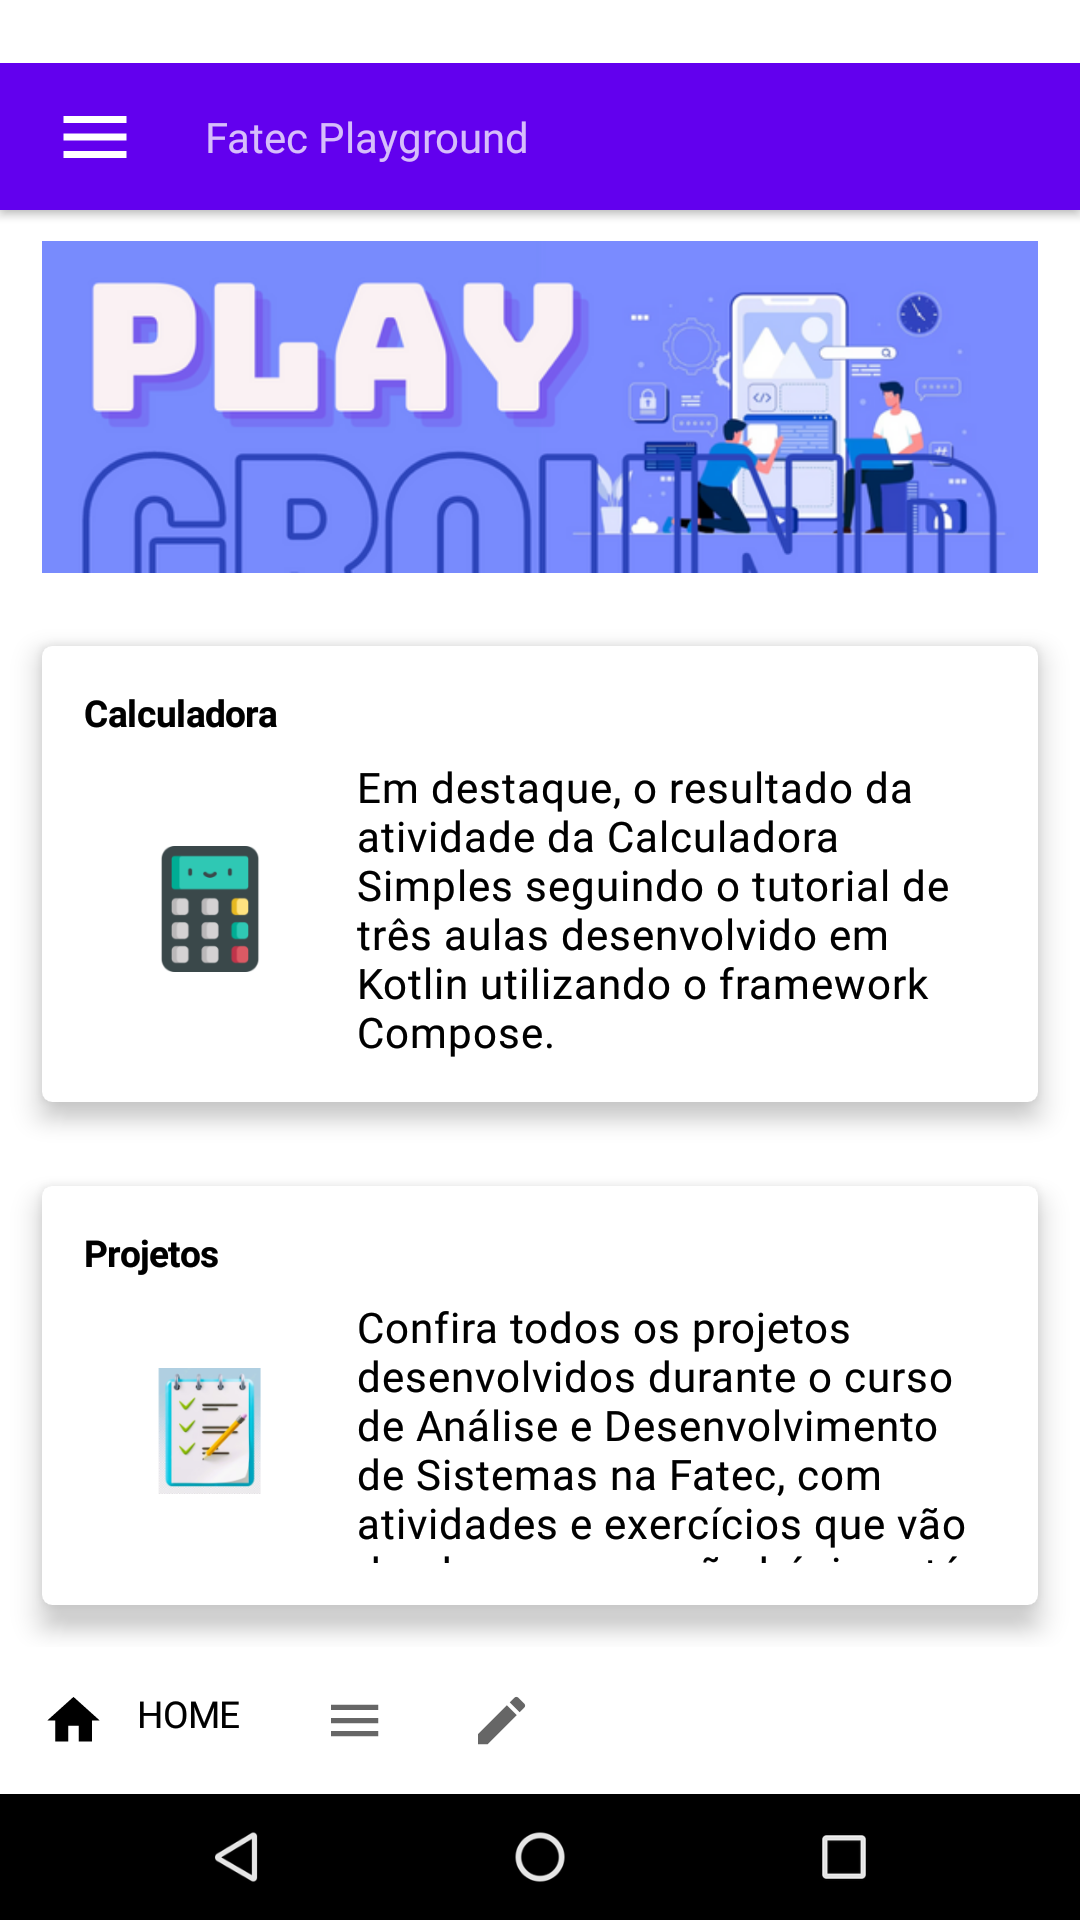 Fatec Playground
PLAY
GROUND
Calculadora
Em destaque, o resultado da
atividade da Calculadora
Simples seguindo o tutorial de
três aulas desenvolvido em
Kotlin utilizando o framework
Compose.
Projetos
Confira todos os projetos
desenvolvidos durante o curso
de Análise e Desenvolvimento
de Sistemas na Fatec, com
atividades e exercícios que vão
HOME